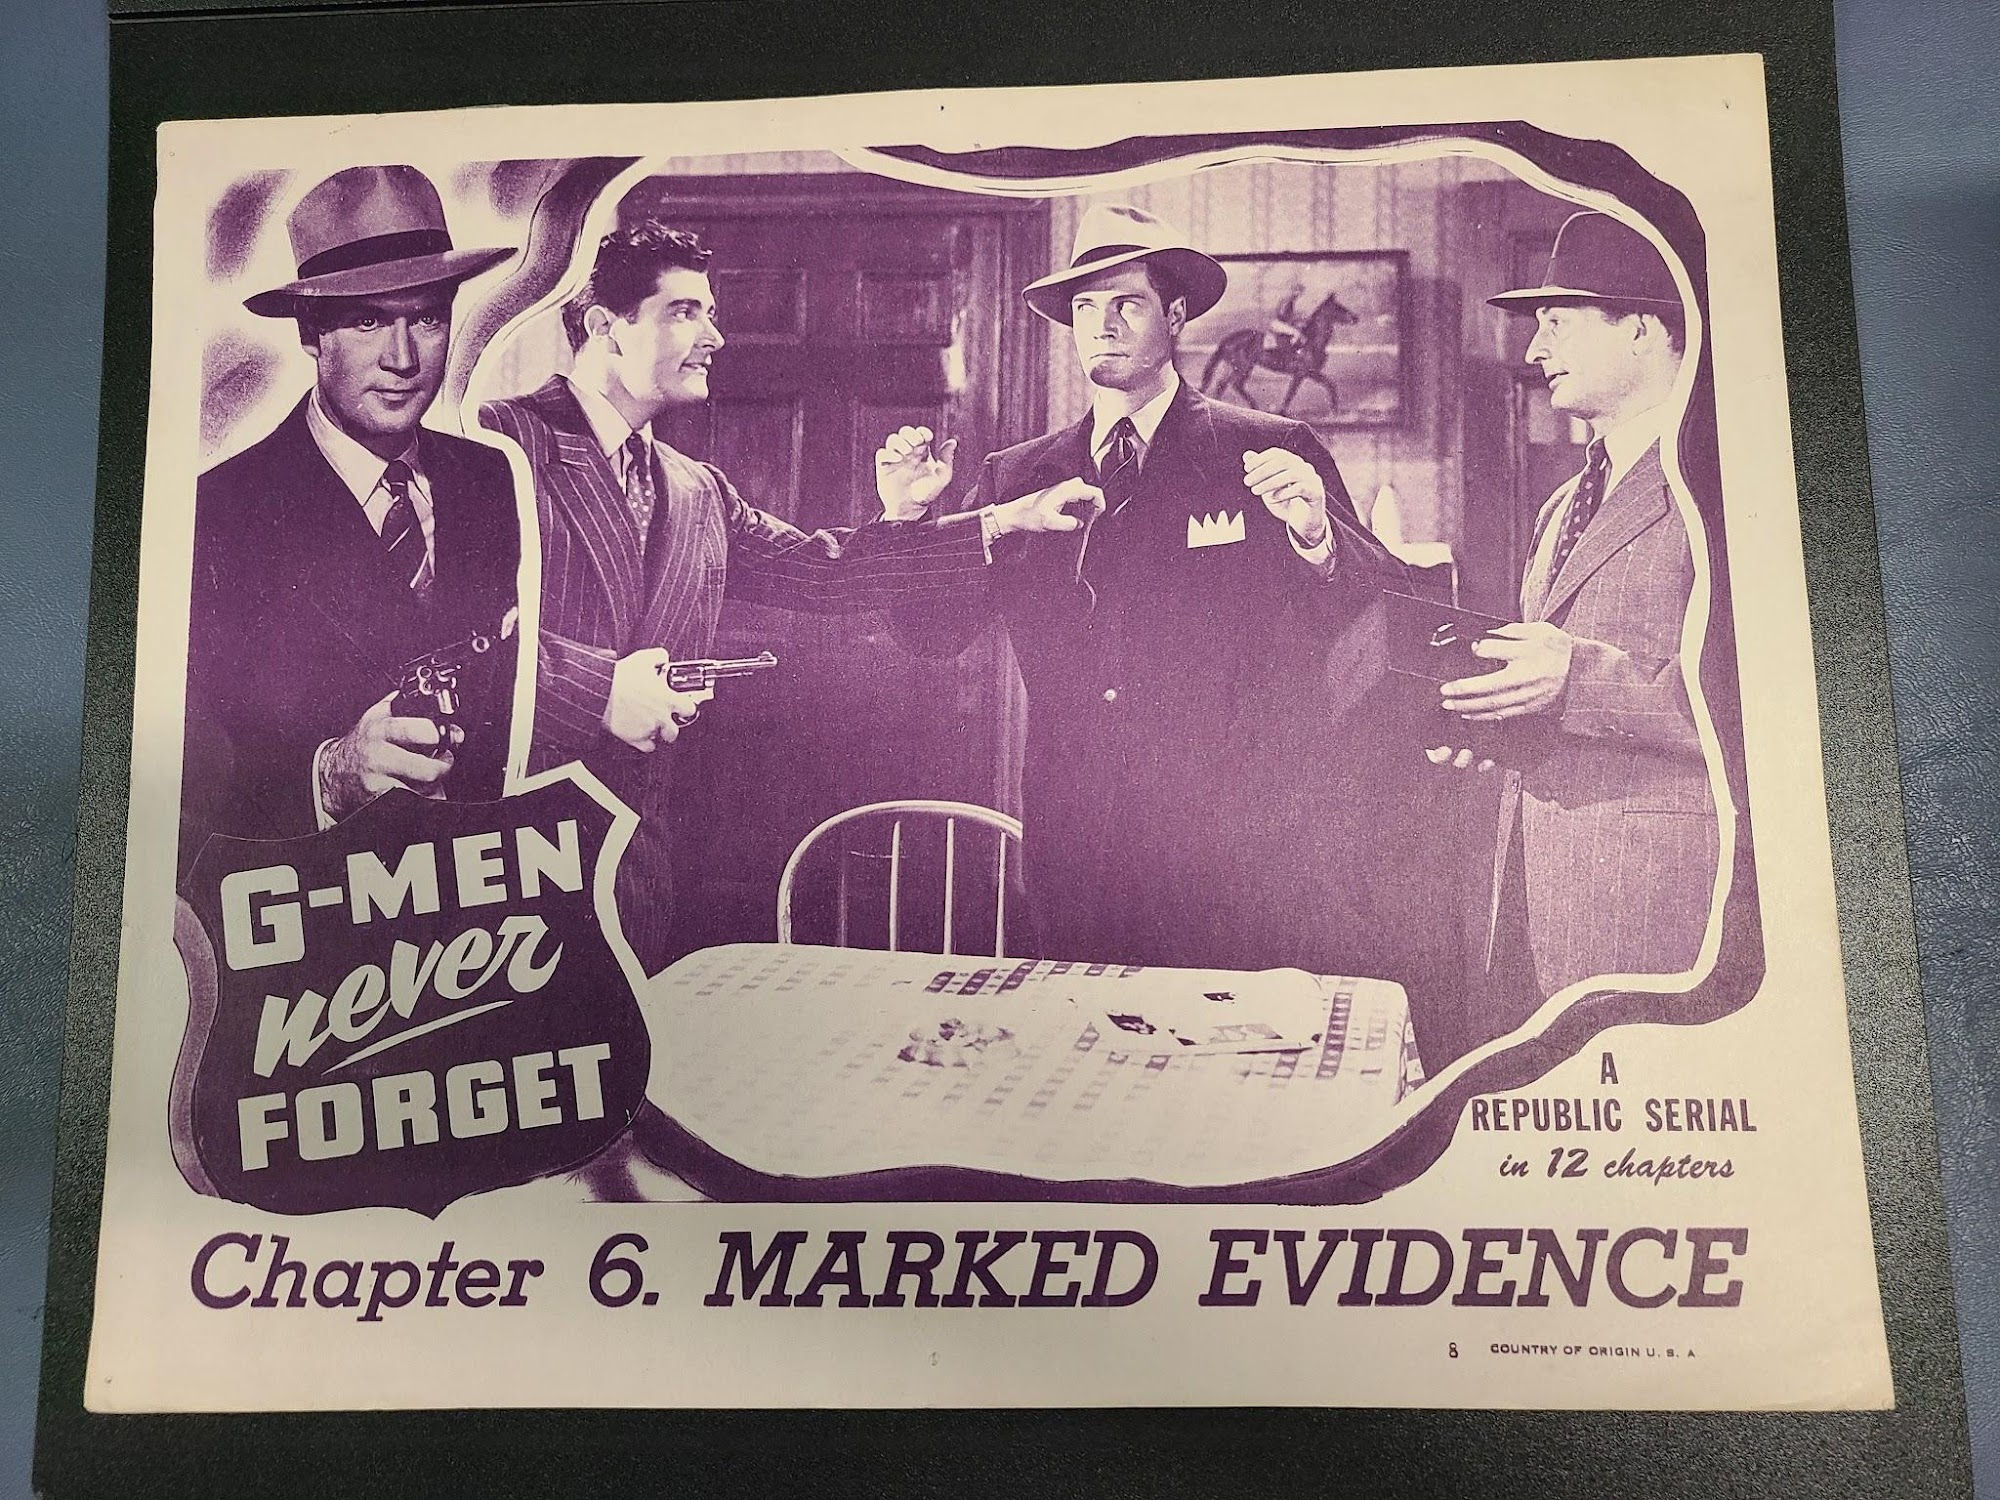 G-MEN
never
FORGET
A
REPUBLIC SERIAL
in 12 chapters
Chapter 6. MARKED EVIDENCE
8 COUNTRY OF ORIGIN U. S. A